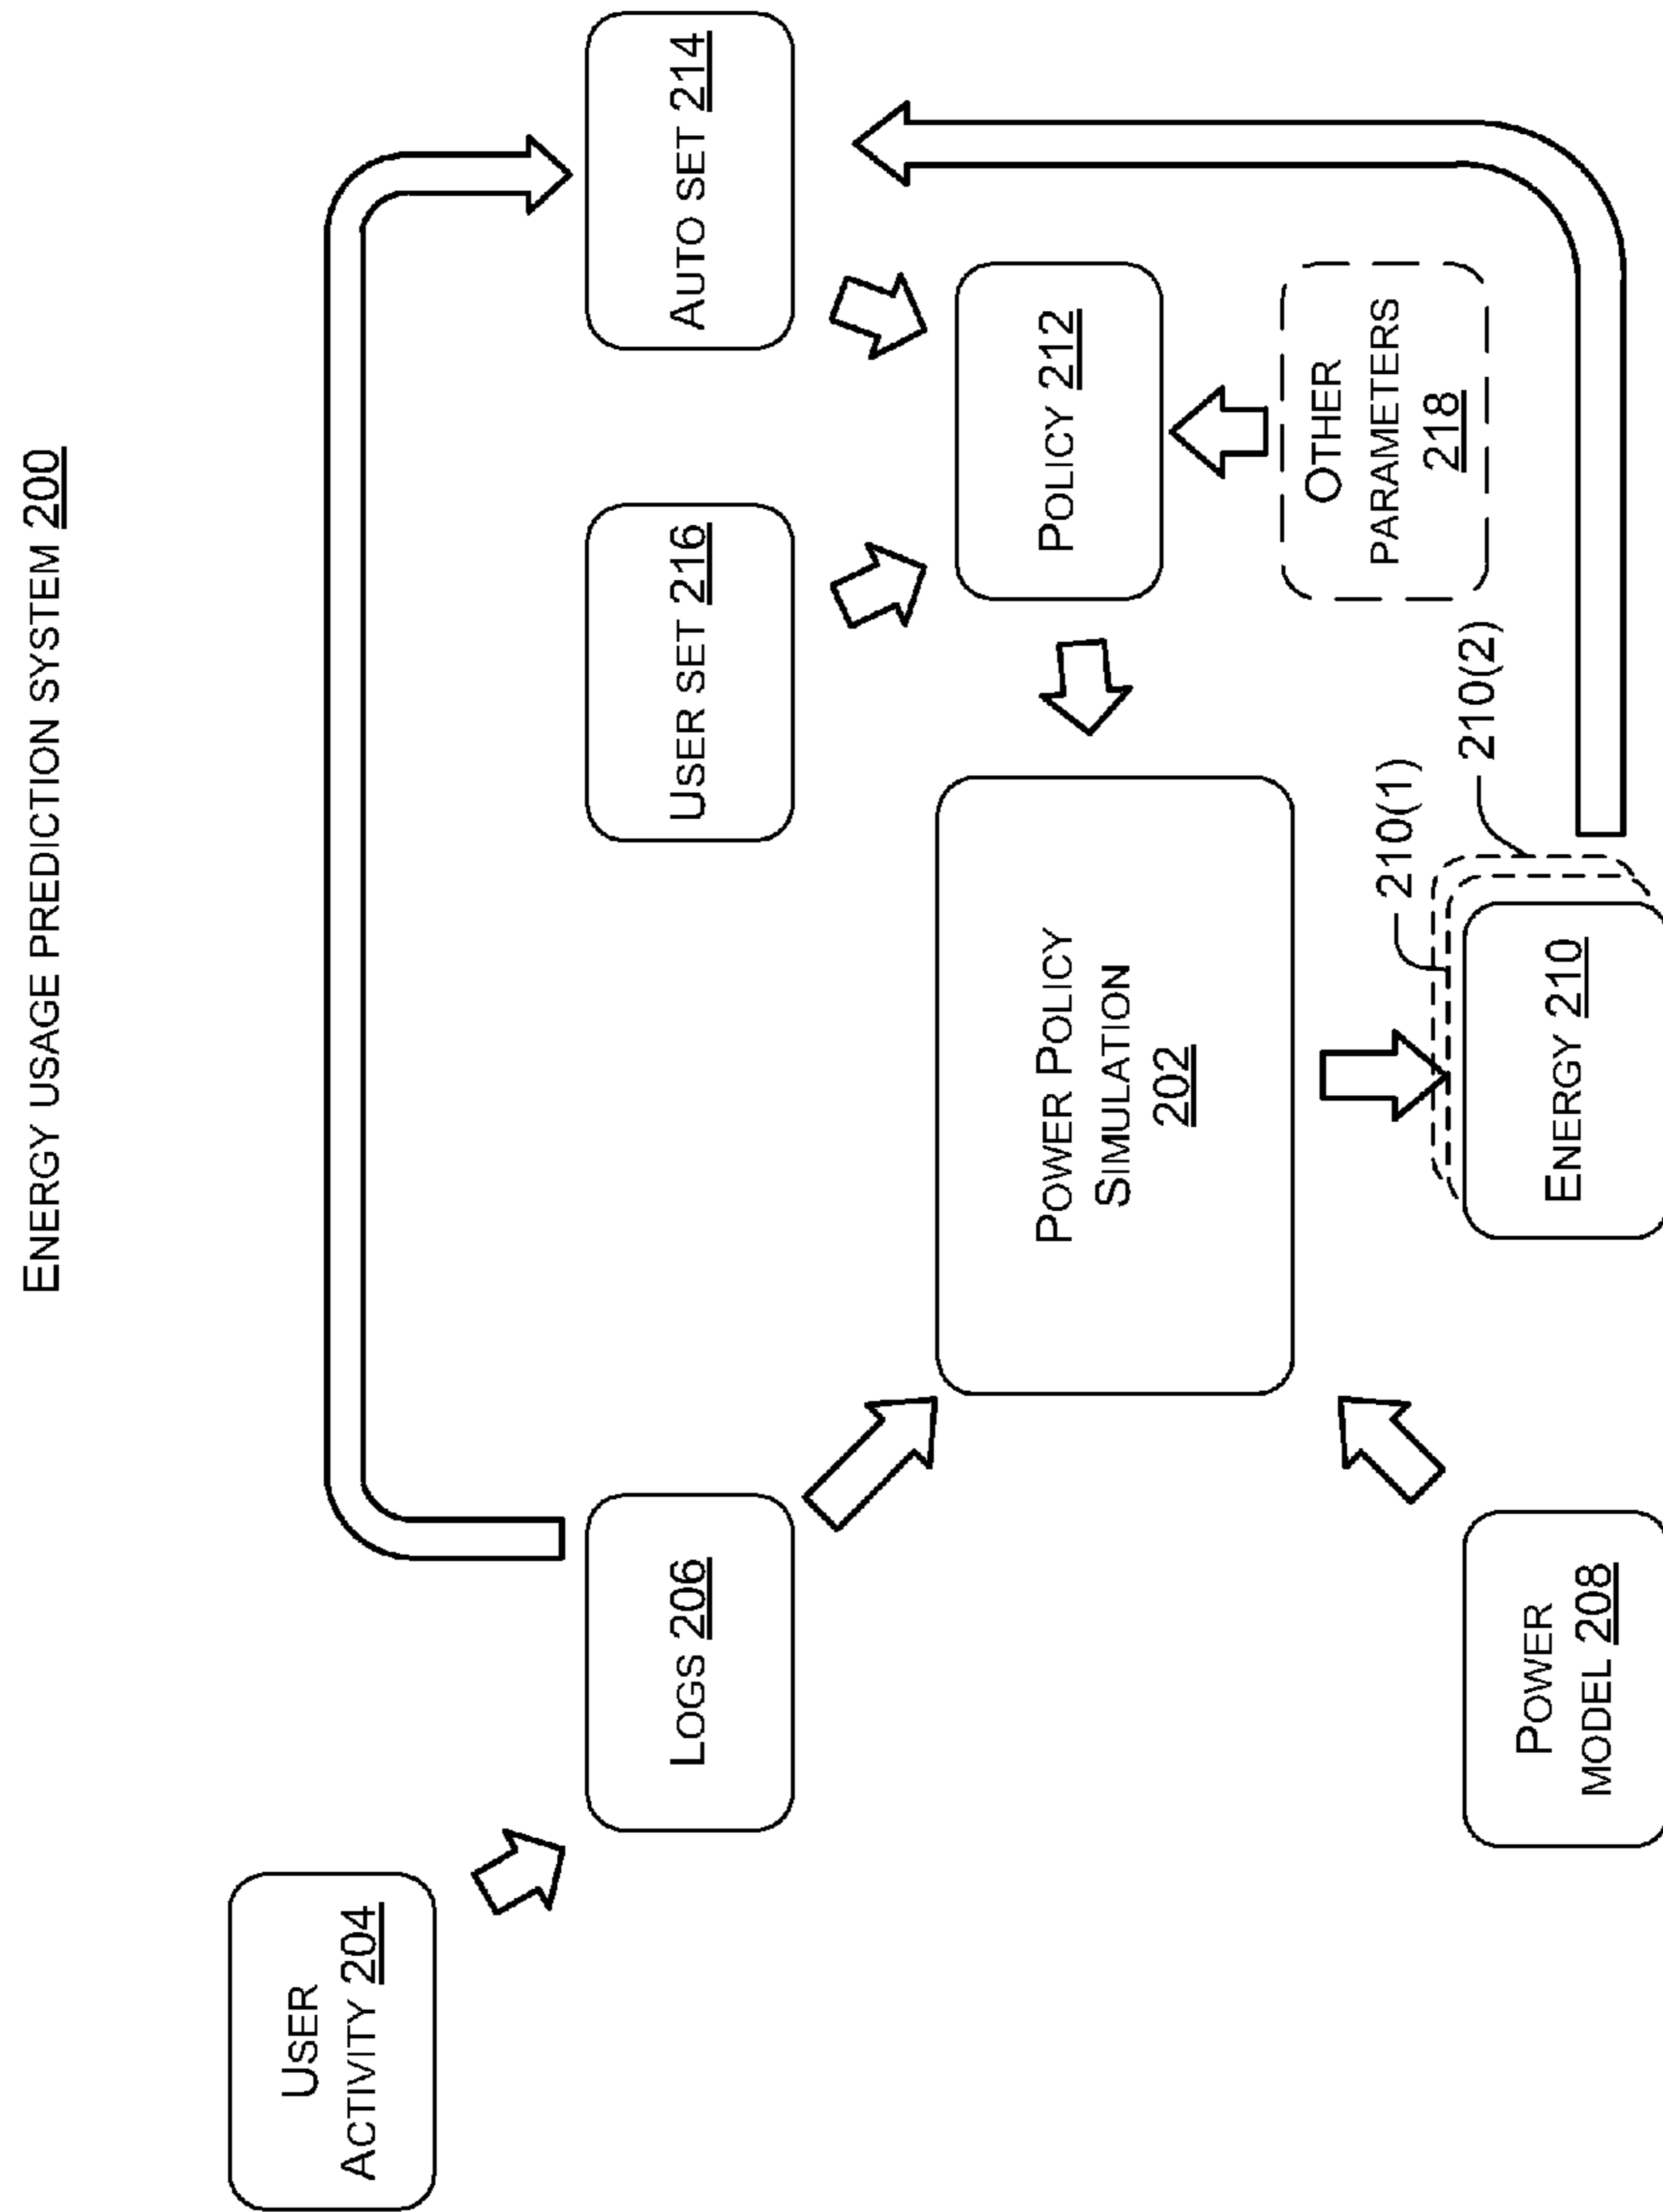 ENERGY USAGE PREDICTION SYSTEM 200
USER
ACTIVITY 204
LOGS 206
USER SET 216
AUTO SET 214
POWER POLICY
SIMULATION
202
POLICY 212
OTHER
PARAMETERS
218
210(1)
210(2)
POWER
MODEL 208
ENERGY 210